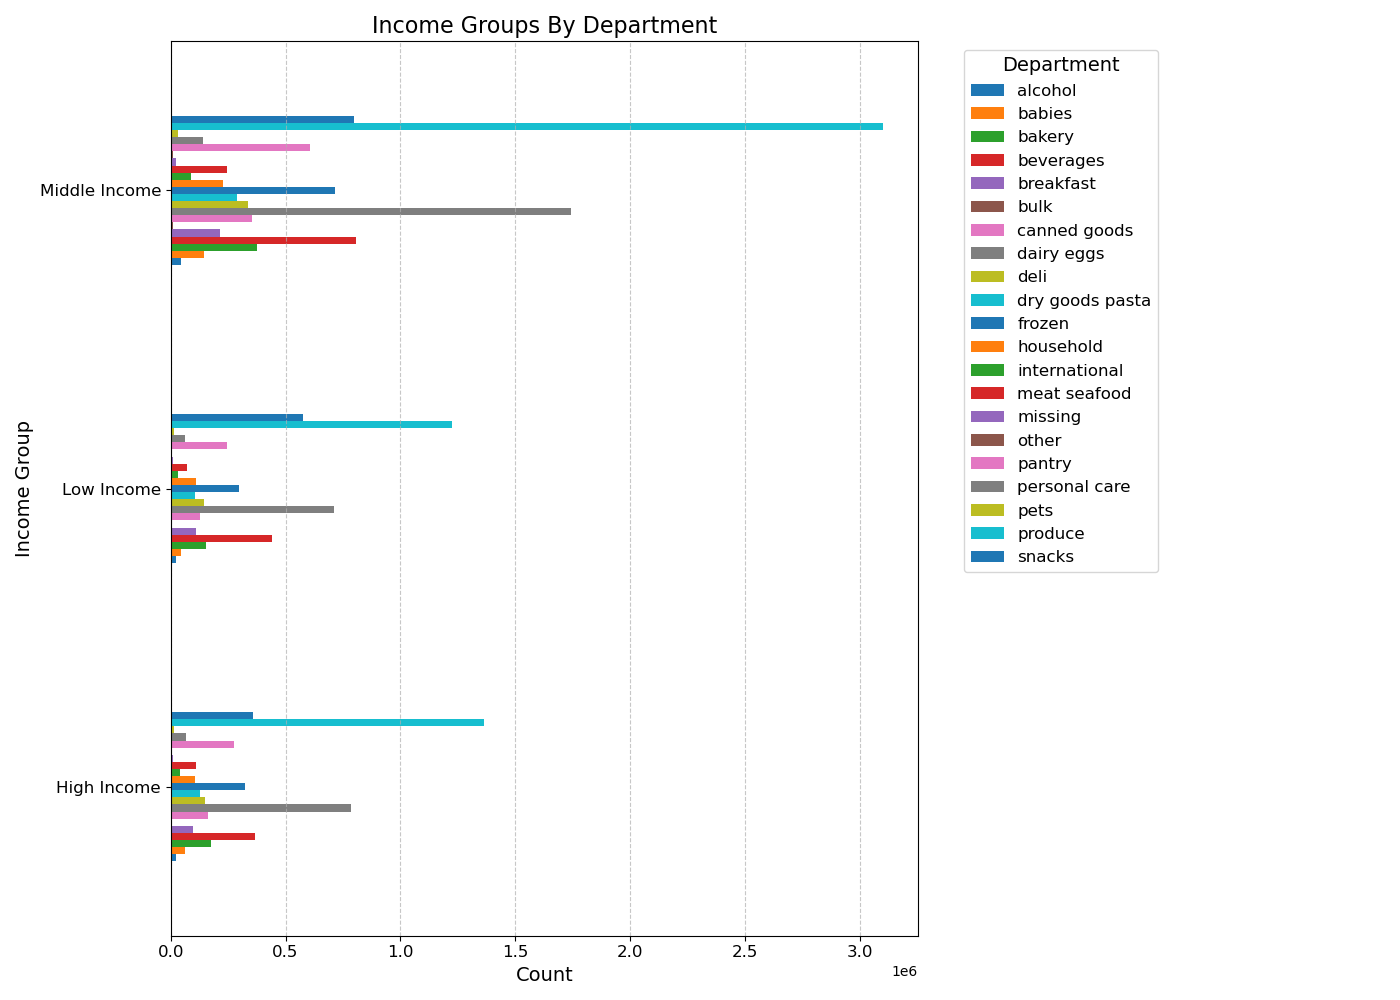 Income Groups By Department
Department
alcohol
babies
bakery
beverages
breakfast
bulk
canned goods
dairy eggs
deli
dry goods pasta
frozen
household
international
meat seafood
missing
other
pantry
personal care
pets
produce
snacks
Income Group
Middle Income
Low Income
High Income
0.0 0.5 1.0 1.5 2.0 2.5 3.0
1e6
Count